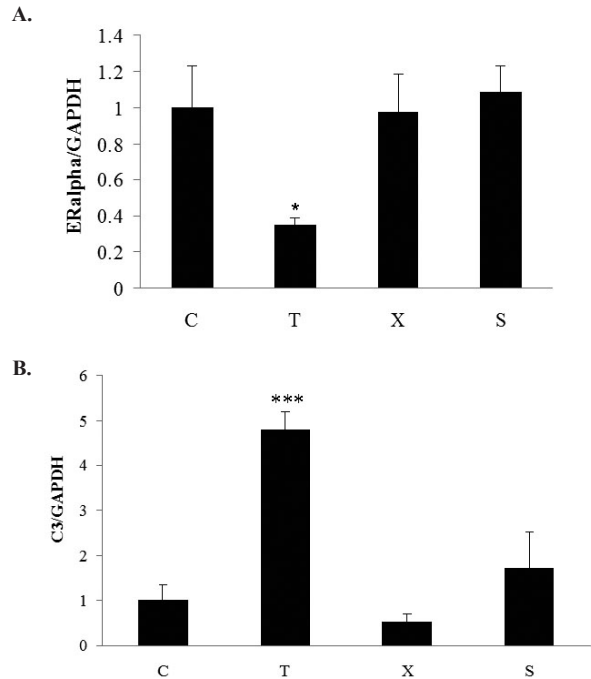 A.
ERalpha/GAPDH
1.4
1.2
1
0.8
0.6
0.4
0.2
0
*
C T X S
B.
C3/GAPDH
6
5
4
3
2
1
0
***
C T X S